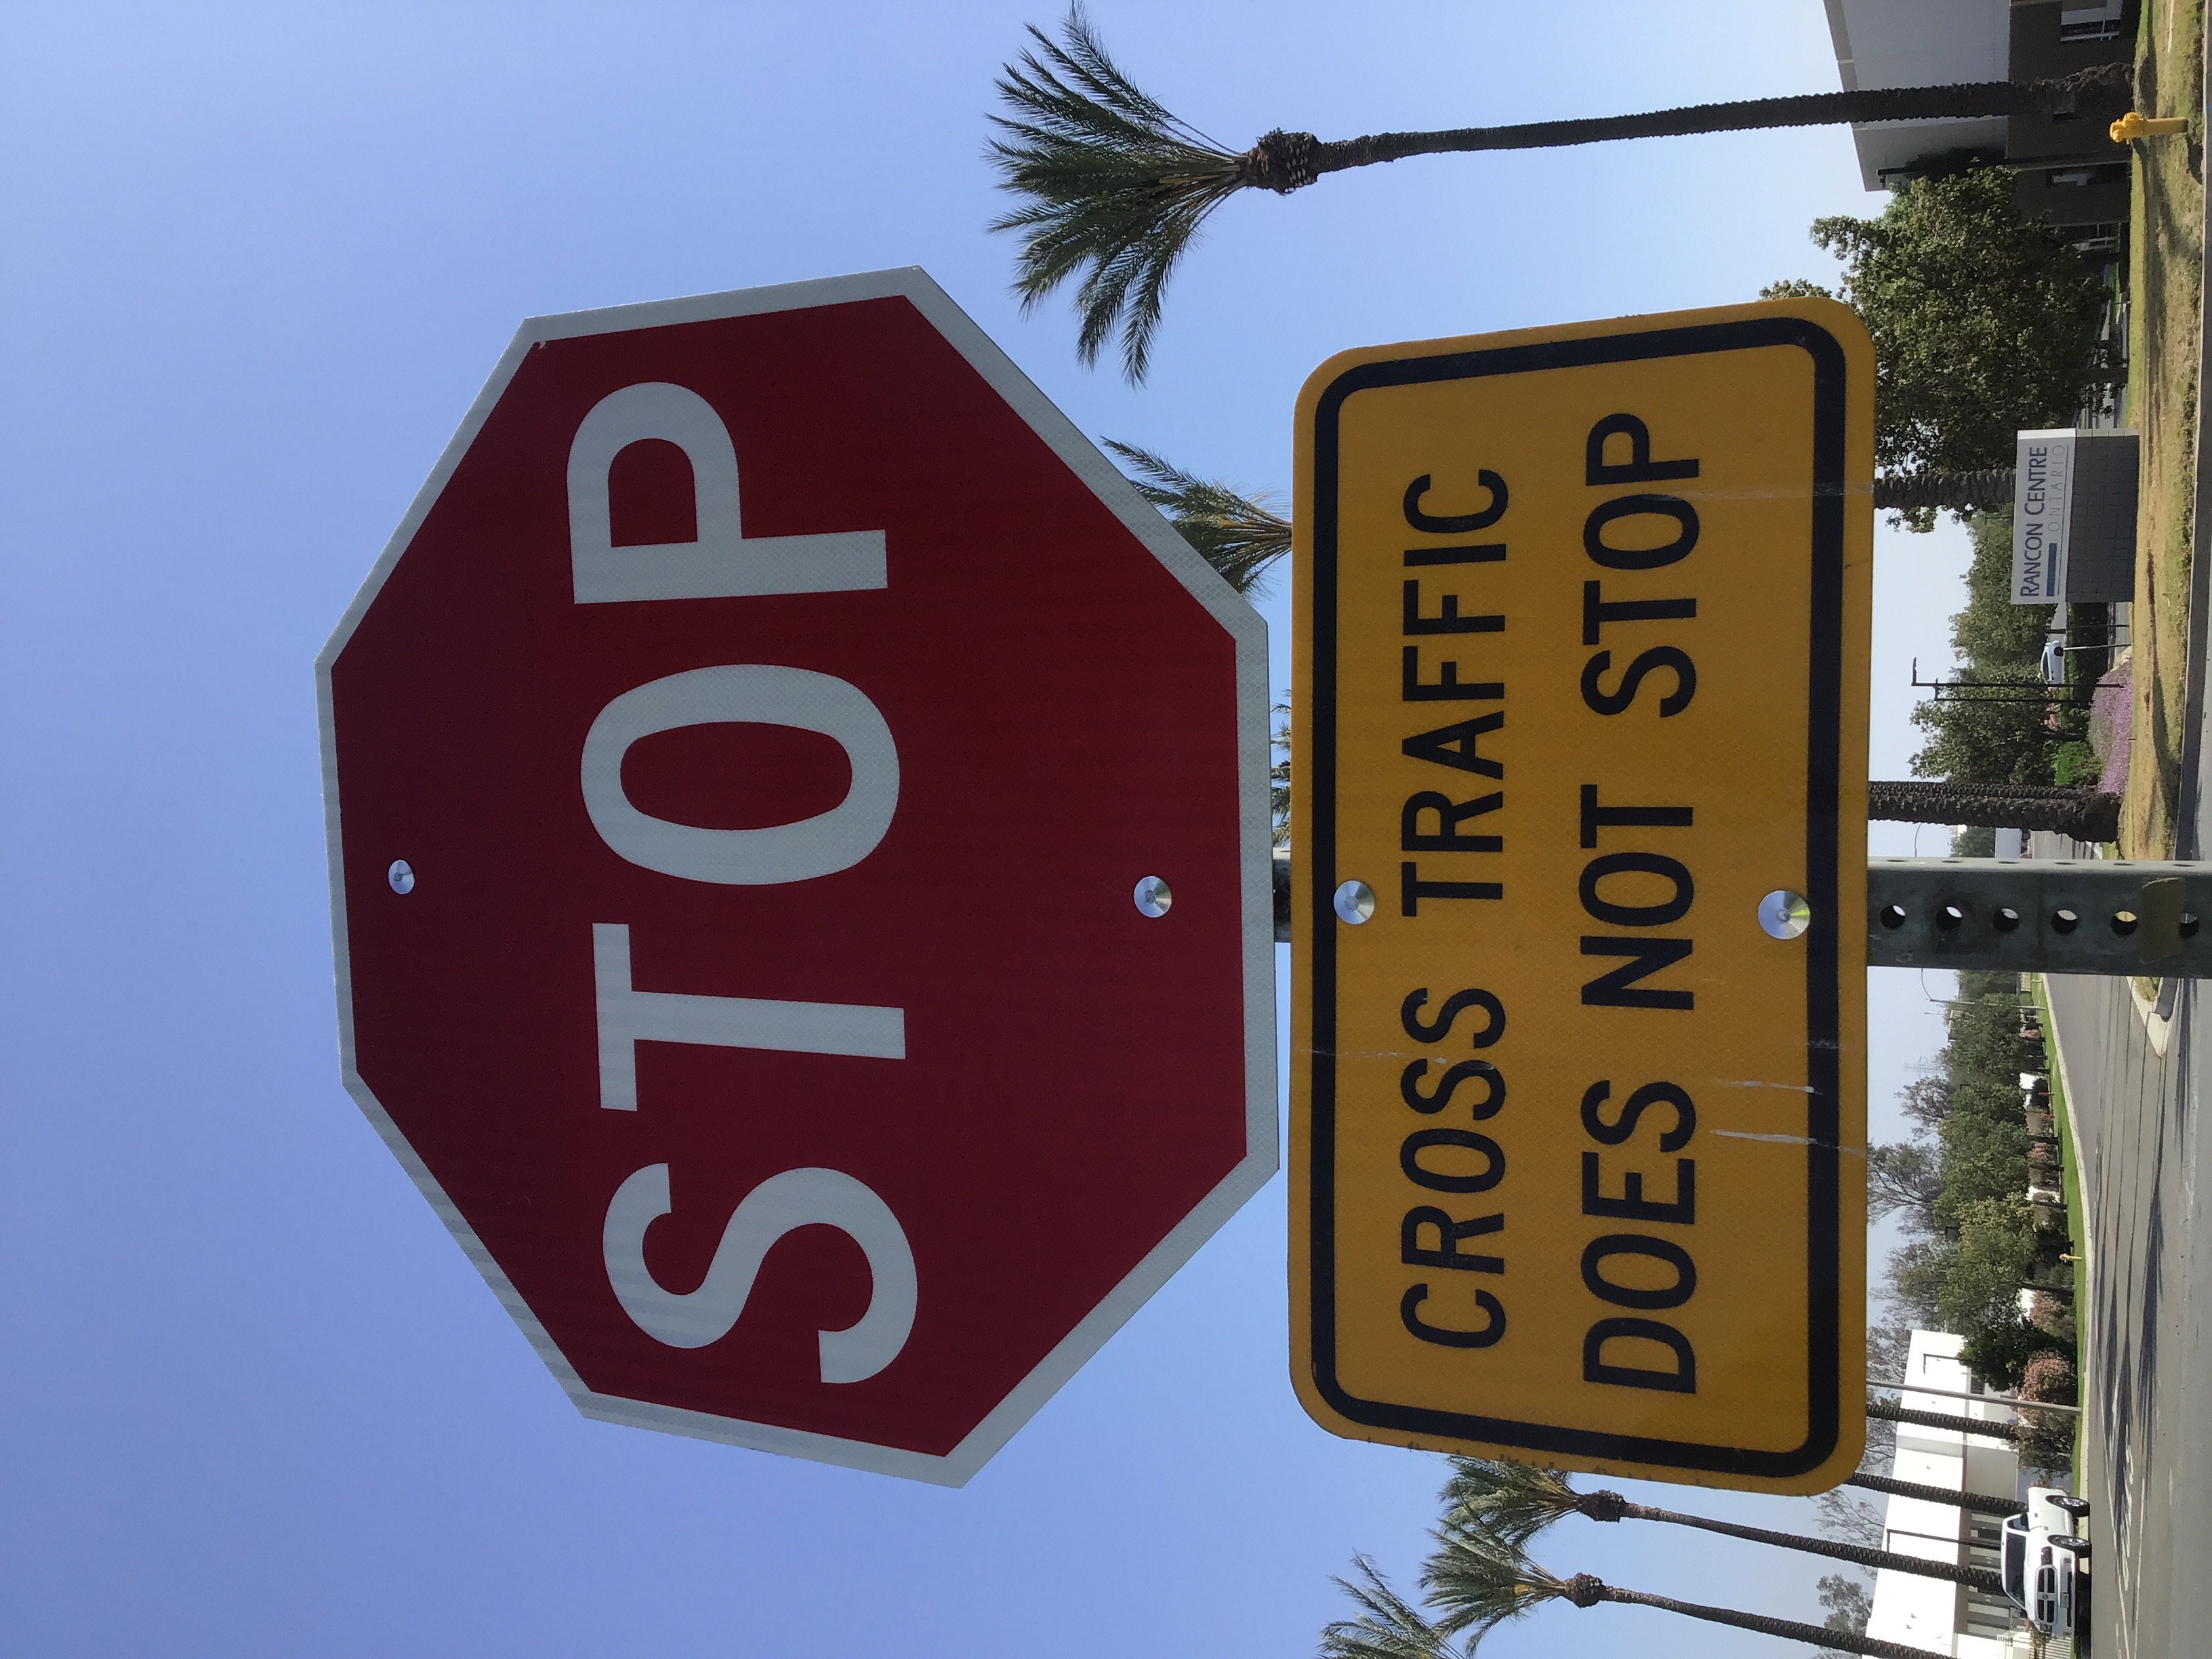 STOP
CROSS TRAFFIC
DOES NOT STOP
RANCON CENTRE
ONTARIO